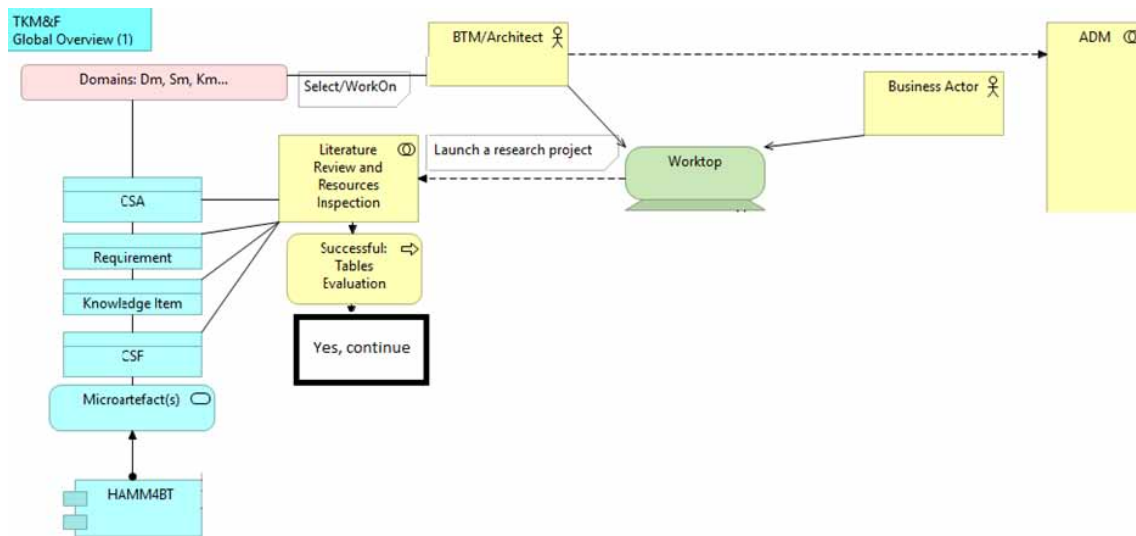 TKM&F
Global Overview (1)
BTM/Architect
ADM
Domains: Dm, Sm, Km...
Select/WorkOn
Business Actor
Literature
Review and
Resources
Inspection
Launch a research project
Worktop
CSA
Requirement
Successful:
Tables
Evaluation
Knowledge Item
Yes, continue
CSF
Microartefact(s)
HAMM4BT